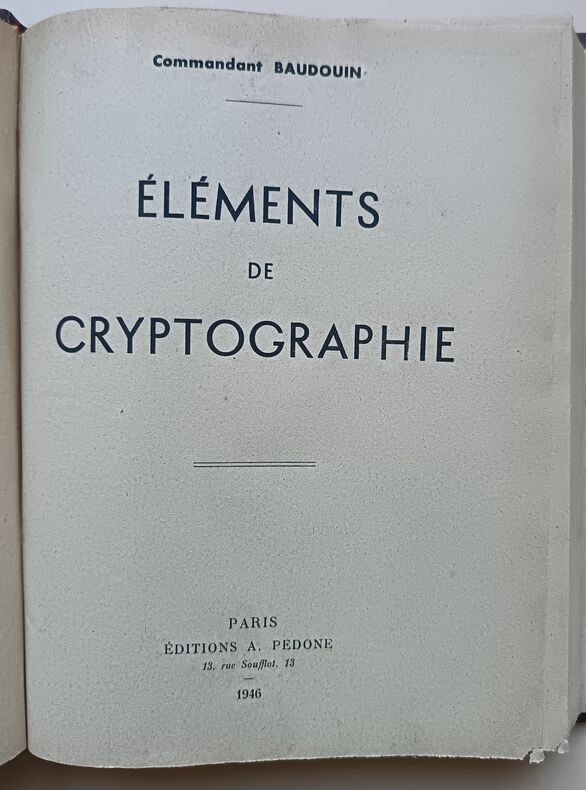 Commandant BAUDOUIN
ÉLÉMENTS
DE
CRYPTOGRAPHIE
PARIS
ÉDITIONS A. PEDONE
13, rue Soufflot, 13
1946